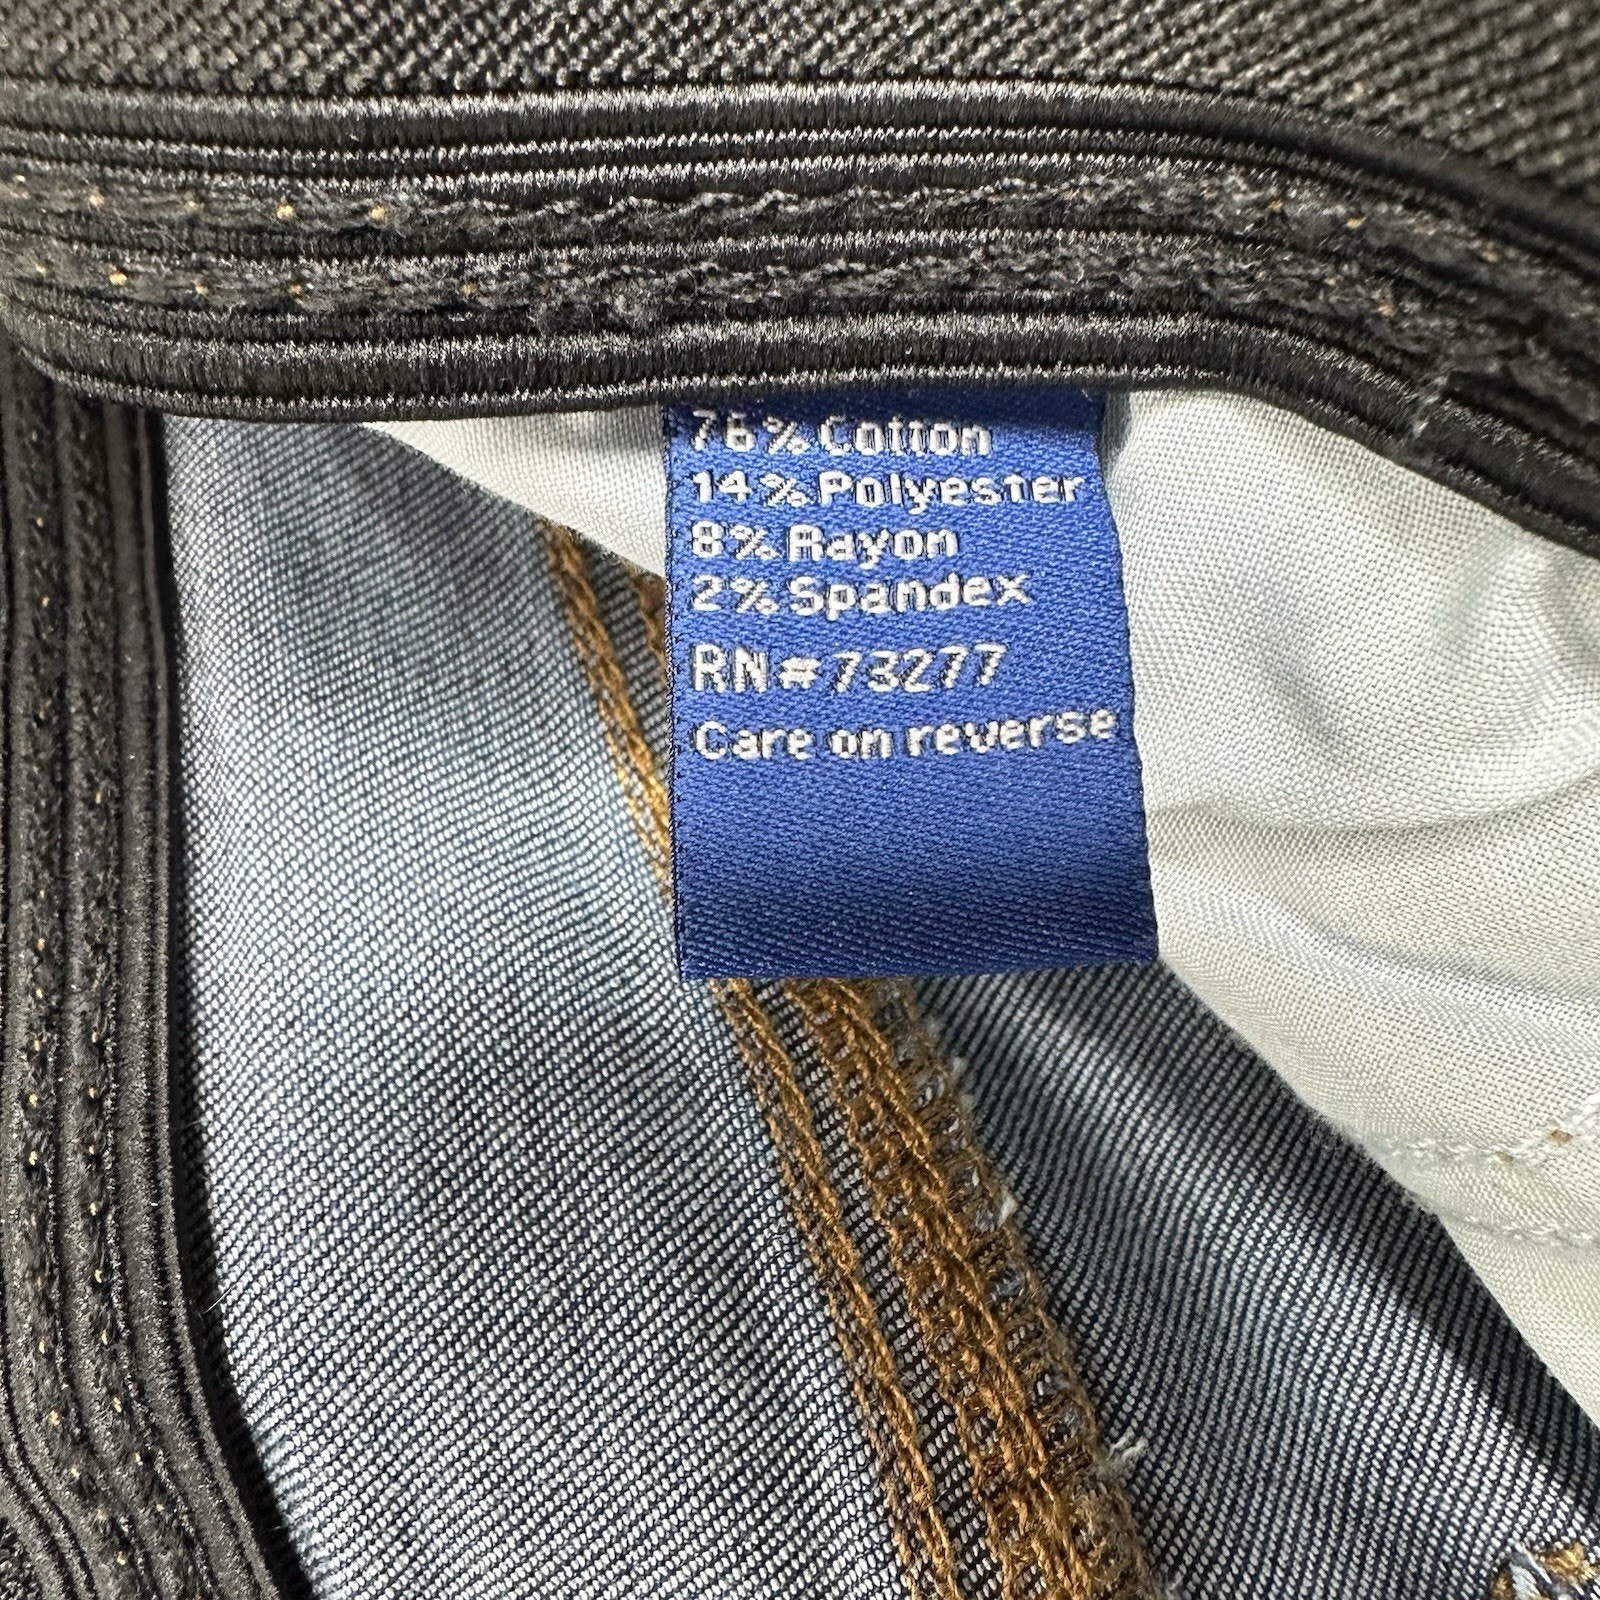 76% Cotton
14% Polyester
8% Rayon
2% Spandex
RN#73277
Care on reverse